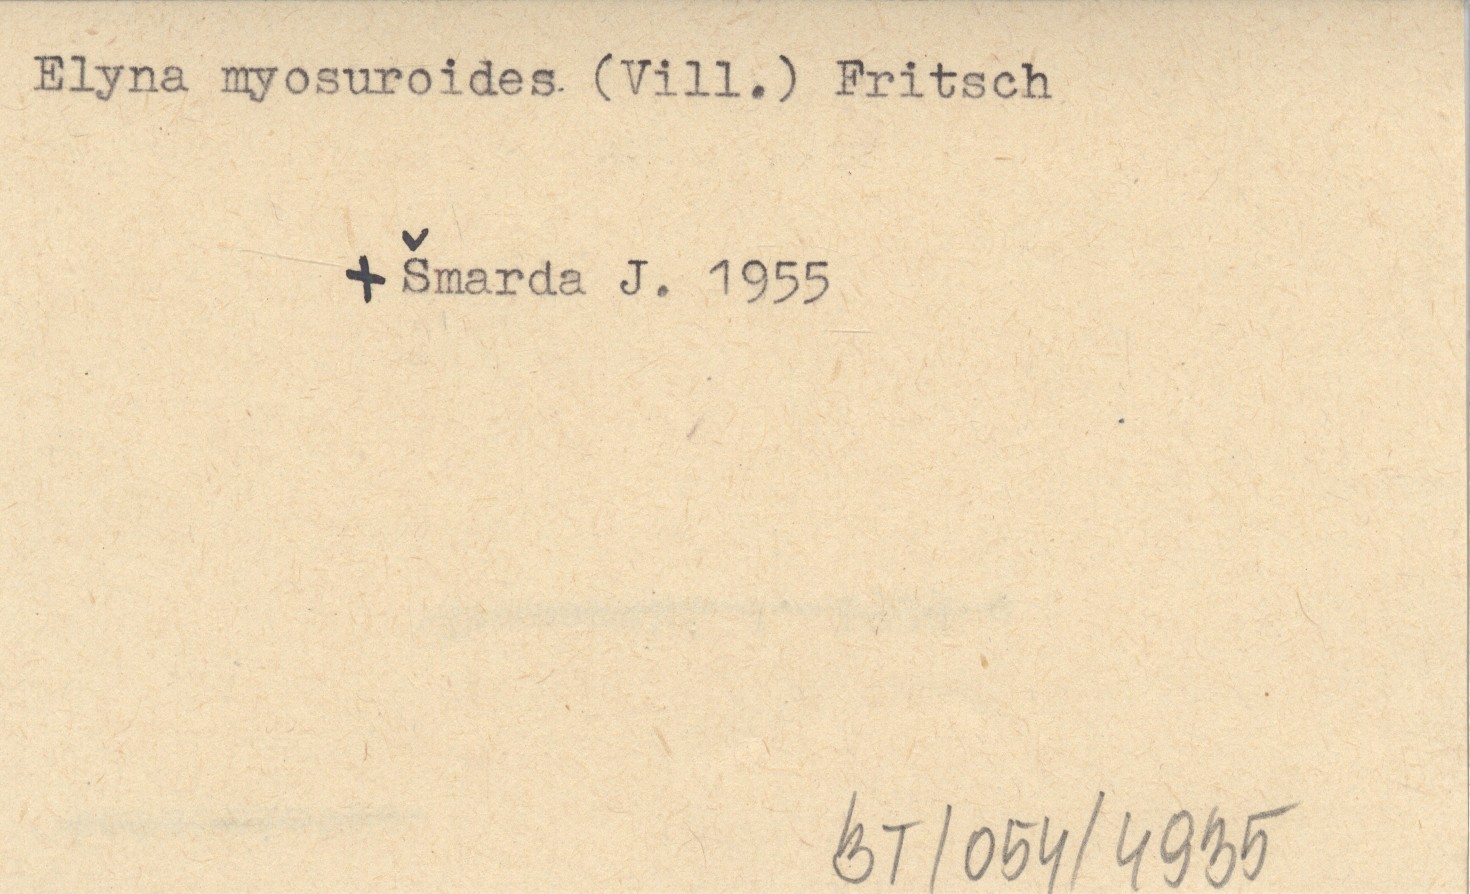 Elyna myosuroides (Vill.) Fritsch
+ Šmarda J. 1955
BT/054/4935